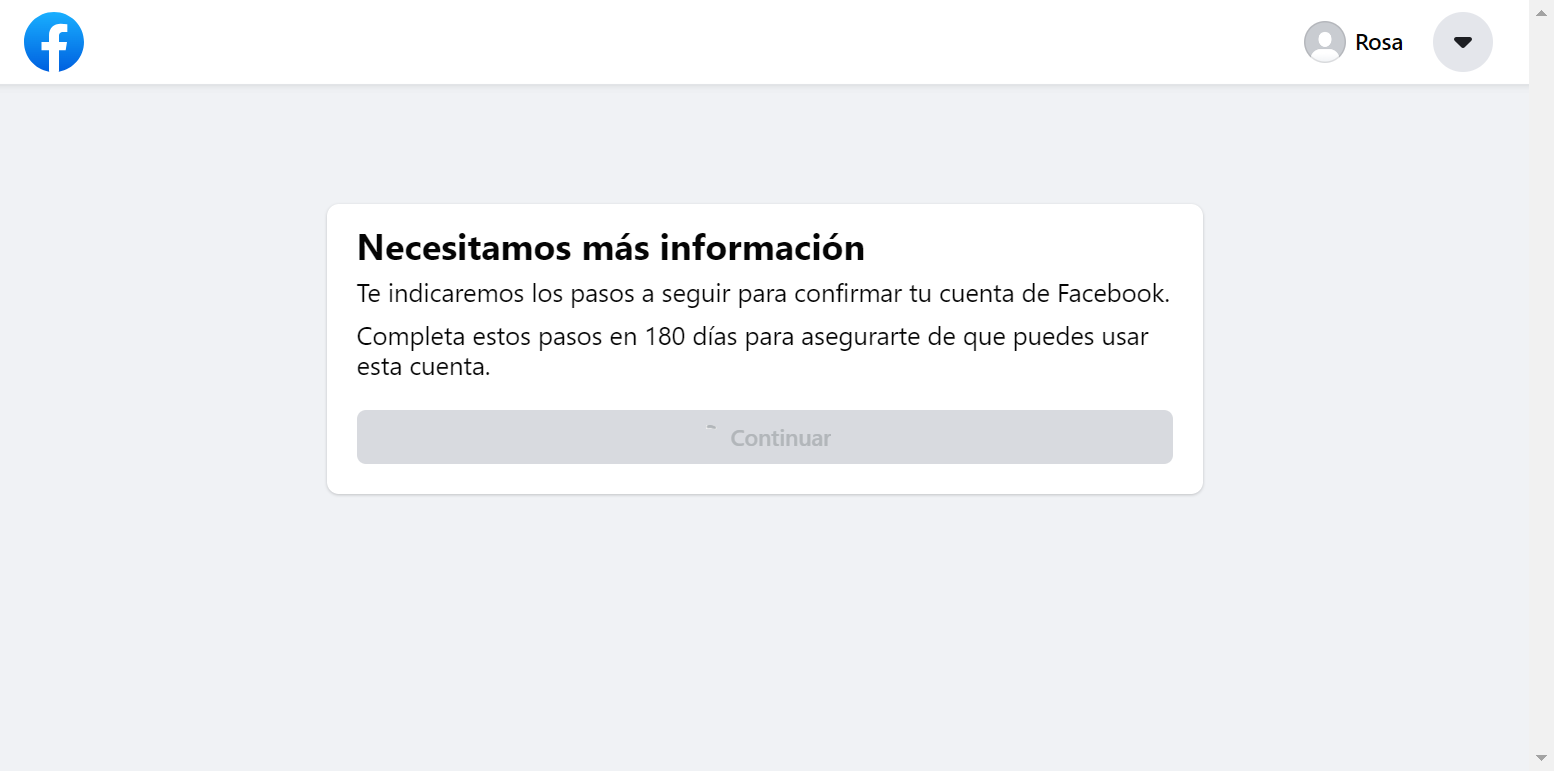 Rosa
Necesitamos más información
Te indicaremos los pasos a seguir para confirmar tu cuenta de Facebook.
Completa estos pasos en 180 días para asegurarte de que puedes usar
esta cuenta.
Continuar